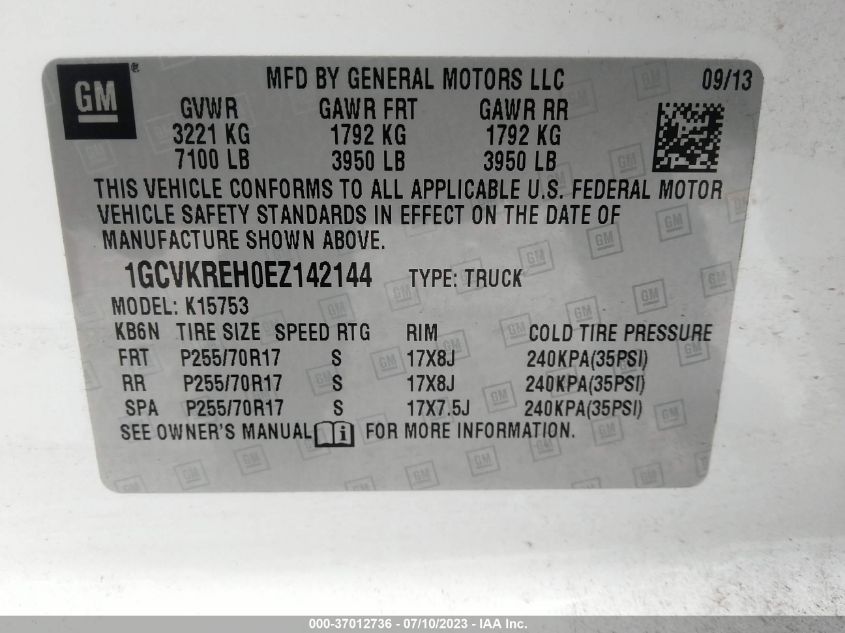 GM ®
MFD BY GENERAL MOTORS LLC 09/13
GVWR GAWR FRT GAWR RR
3221 KG 1792 KG 1792 KG
7100 LB 3950 LB 3950 LB
THIS VEHICLE CONFORMS TO ALL APPLICABLE U.S. FEDERAL MOTOR
VEHICLE SAFETY STANDARDS IN EFFECT ON THE DATE OF
MANUFACTURE SHOWN ABOVE.
1GCVKREH0EZ142144 TYPE: TRUCK
MODEL: K15753
KB6N TIRE SIZE SPEED RTG RIM COLD TIRE PRESSURE
FRT P255/70R17 S 17X8J 240KPA(35PSI)
RR P255/70R17 S 17X8J 240KPA(35PSI)
SPA P255/70R17 S 17X7.5J 240KPA(35PSI)
SEE OWNER'S MANUAL i FOR MORE INFORMATION.
000-37012736 - 07/10/2023 - IAA Inc.